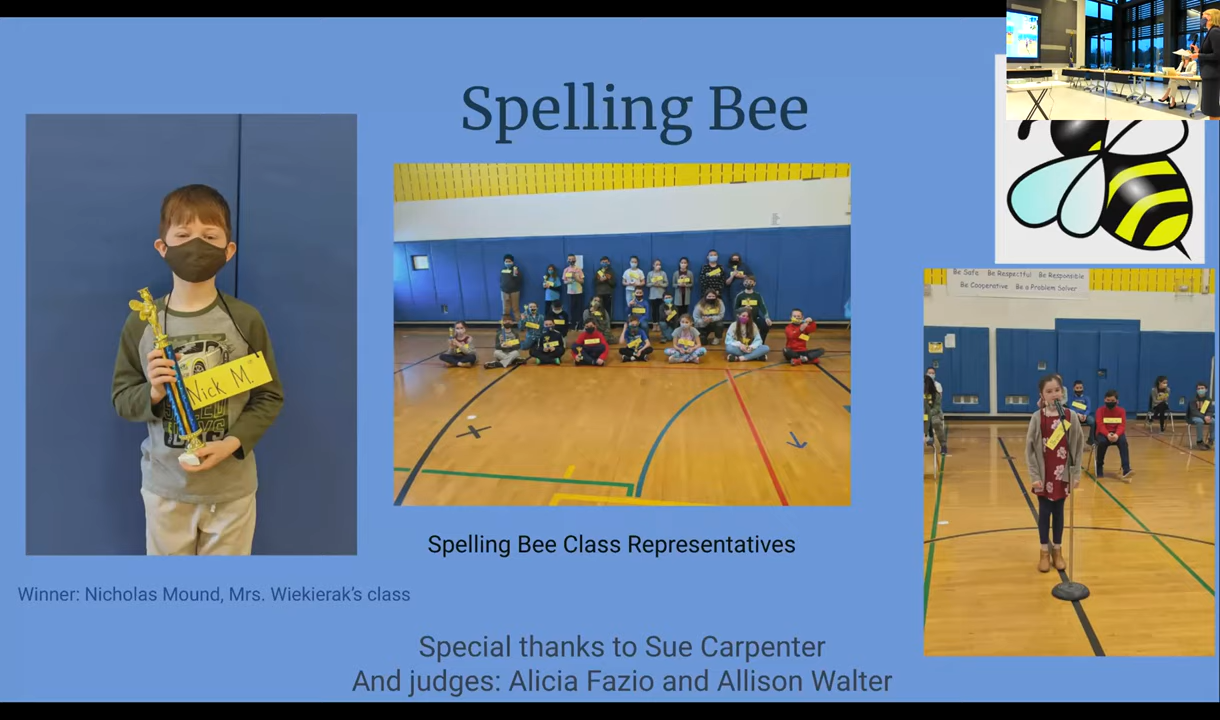 Spelling Bee
Nick M.
Be Safe Be Respectful Be Responsible
Be Cooperative Be a Problem Solver
Spelling Bee Class Representatives
Winner: Nicholas Mound, Mrs. Wiekierak's class
Special thanks to Sue Carpenter
And judges: Alicia Fazio and Allison Walter